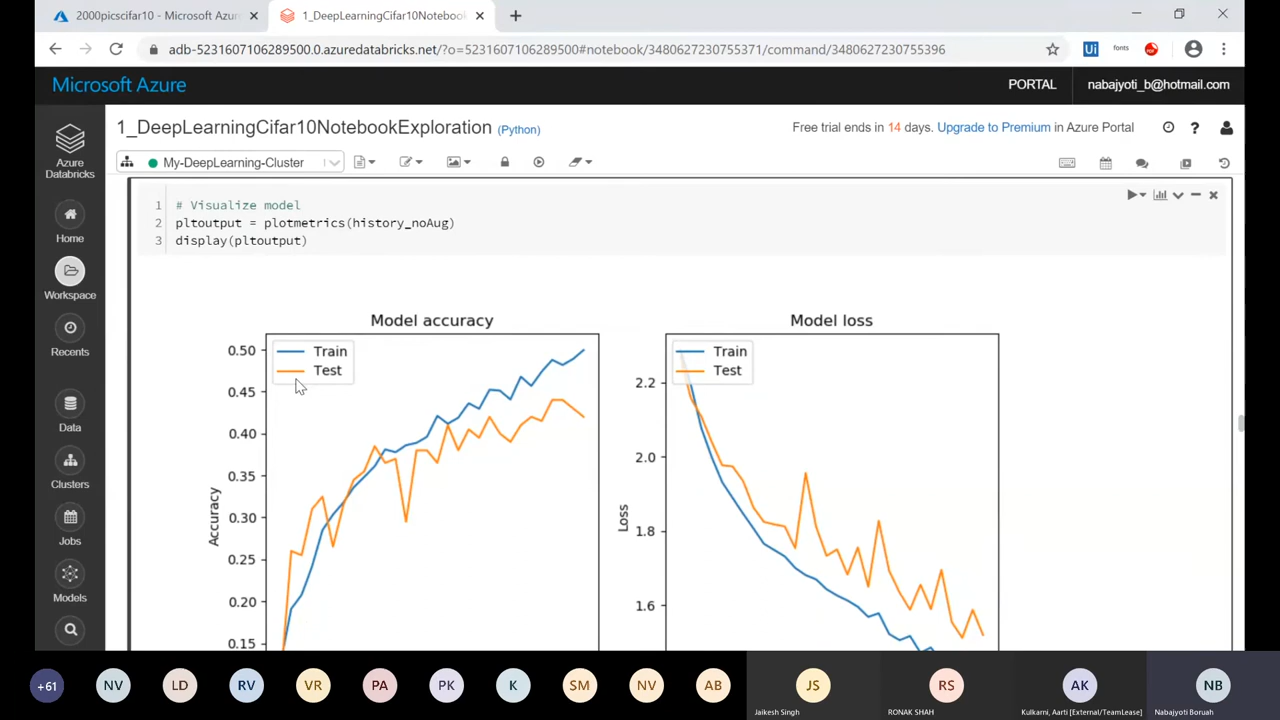 2000picscifar10 - Microsoft Azur
1_DeepLearningCifar10Notebook
adb-5231607106289500.0.azuredatabricks.net/?o=5231607106289500#notebook/3480627230755371/command/3480627230755396
Ui
fonts
Microsoft Azure
PORTAL
nabajyoti_b@hotmail.com
1_DeepLearningCifar10NotebookExploration (Python)
Free trial ends in 14 days. Upgrade to Premium in Azure Portal
?
My-DeepLearning-Cluster
Azure
Databricks
Home
Workspace
Recents
Data
Clusters
Jobs
Models
1 # Visualize model
2 pltoutput = plotmetrics(history_noAug)
3 display(pltoutput)
Model accuracy
Train
Test
0.50
0.45
0.40
0.35
0.30
0.25
0.20
0.15
Accuracy
Model loss
Train
Test
2.2
2.0
1.8
1.6
Loss
+61
NV
LD
RV
VR
PA
PK
K
SM
NV
AB
JS
Jaikesh Singh
RS
RONAK SHAH
AK
Kulkarni, Aarti [External/TeamLease]
NB
Nabajyoti Boruah